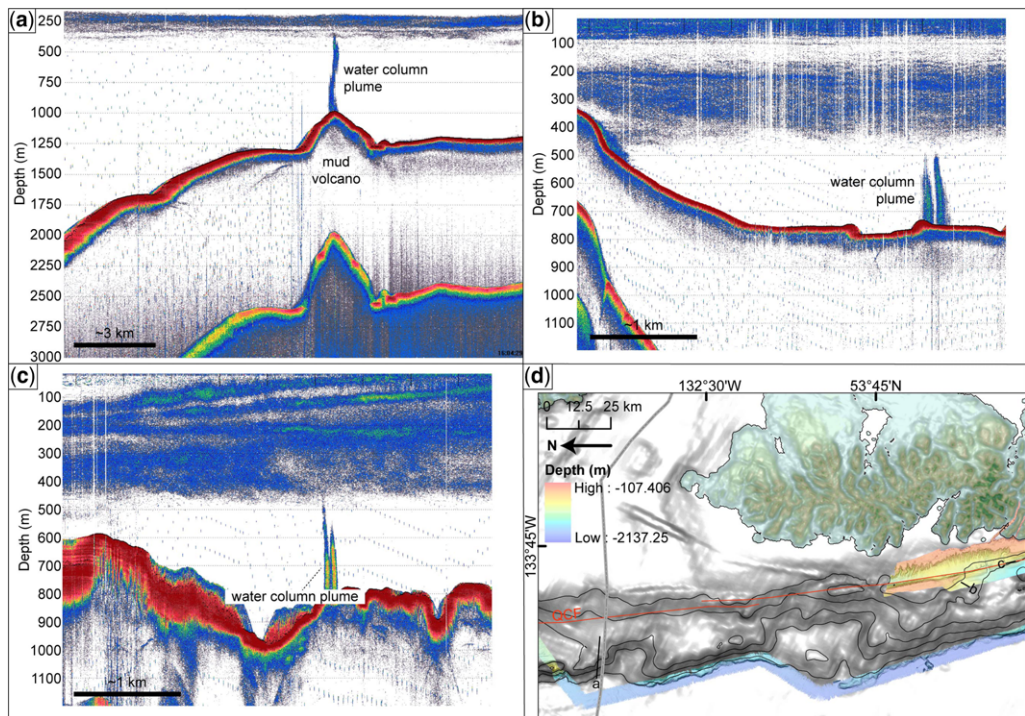 (a)
250
500
750
1000
1250
1500
1750
2000
2250
2500
2750
3000
Depth (m)
water column
plume
mud
volcano
~3 km
(b)
100
200
300
400
500
600
700
800
900
1000
1100
Depth (m)
water column
plume
~1 km
(c)
100
200
300
400
500
600
700
800
900
1000
1100
Depth (m)
water column plume
~1 km
(d)
132°30'W
53°45'N
0 12.5 25 km
N
Depth (m)
High : -107.406
Low : -2137.25
133°45'W
QCF
a
b
c